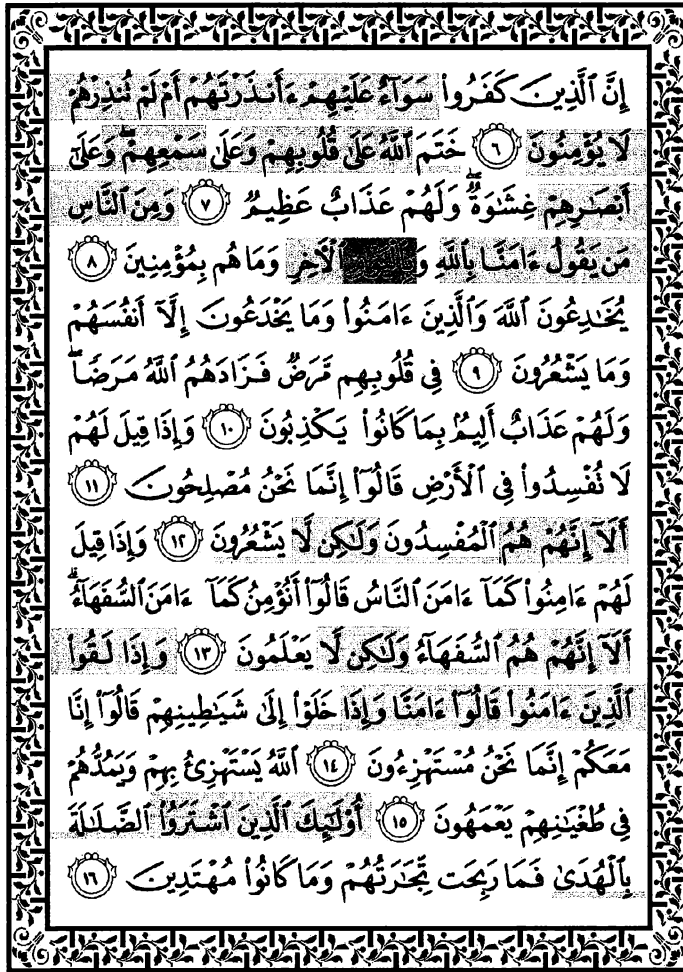 إِنَّ ٱلَّذِينَ كَفَرُوا۟ سَوَآءٌ عَلَيْهِمْ ءَأَنذَرْتَهُمْ أَمْ لَمْ تُنذِرْهُمْ
لَا يُؤْمِنُونَ ٦ خَتَمَ ٱللَّهُ عَلَىٰ قُلُوبِهِمْ وَعَلَىٰ سَمْعِهِمْ ۖ وَعَلَىٰٓ
أَبْصَٰرِهِمْ غِشَٰوَةٌ ۖ وَلَهُمْ عَذَابٌ عَظِيمٌ ٧ وَمِنَ ٱلنَّاسِ
مَن يَقُولُ ءَامَنَّا بِٱللَّهِ ٱلْءَاخِرِ وَمَا هُم بِمُؤْمِنِينَ ٨
يُخَٰدِعُونَ ٱللَّهَ وَٱلَّذِينَ ءَامَنُوا۟ وَمَا يَخْدَعُونَ إِلَّآ أَنفُسَهُمْ
وَمَا يَشْعُرُونَ ٩ فِى قُلُوبِهِم مَّرَضٌ فَزَادَهُمُ ٱللَّهُ مَرَضًا ۖ
وَلَهُمْ عَذَابٌ أَلِيمٌۢ بِمَا كَانُوا۟ يَكْذِبُونَ ١٠ وَإِذَا قِيلَ لَهُمْ
لَا تُفْسِدُوا۟ فِى ٱلْأَرْضِ قَالُوٓا۟ إِنَّمَا نَحْنُ مُصْلِحُونَ ١١
أَلَآ إِنَّهُمْ هُمُ ٱلْمُفْسِدُونَ وَلَٰكِن لَّا يَشْعُرُونَ ١٢ وَإِذَا قِيلَ
لَهُمْ ءَامِنُوا۟ كَمَآ ءَامَنَ ٱلنَّاسُ قَالُوٓا۟ أَنُؤْمِنُ كَمَآ ءَامَنَ ٱلسُّفَهَآءُ ۗ
أَلَآ إِنَّهُمْ هُمُ ٱلسُّفَهَآءُ وَلَٰكِن لَّا يَعْلَمُونَ ١٣ وَإِذَا لَقُوا۟
ٱلَّذِينَ ءَامَنُوا۟ قَالُوٓا۟ ءَامَنَّا وَإِذَا خَلَوْا۟ إِلَىٰ شَيَٰطِينِهِمْ قَالُوٓا۟ إِنَّا
مَعَكُمْ إِنَّمَا نَحْنُ مُسْتَهْزِءُونَ ١٤ ٱللَّهُ يَسْتَهْزِئُ بِهِمْ وَيَمُدُّهُمْ
فِى طُغْيَٰنِهِمْ يَعْمَهُونَ ١٥ أُو۟لَٰٓئِكَ ٱلَّذِينَ ٱشْتَرَوُا۟ ٱلضَّلَٰلَةَ
بِٱلْهُدَىٰ فَمَا رَبِحَت تِّجَٰرَتُهُمْ وَمَا كَانُوا۟ مُهْتَدِينَ ١٦